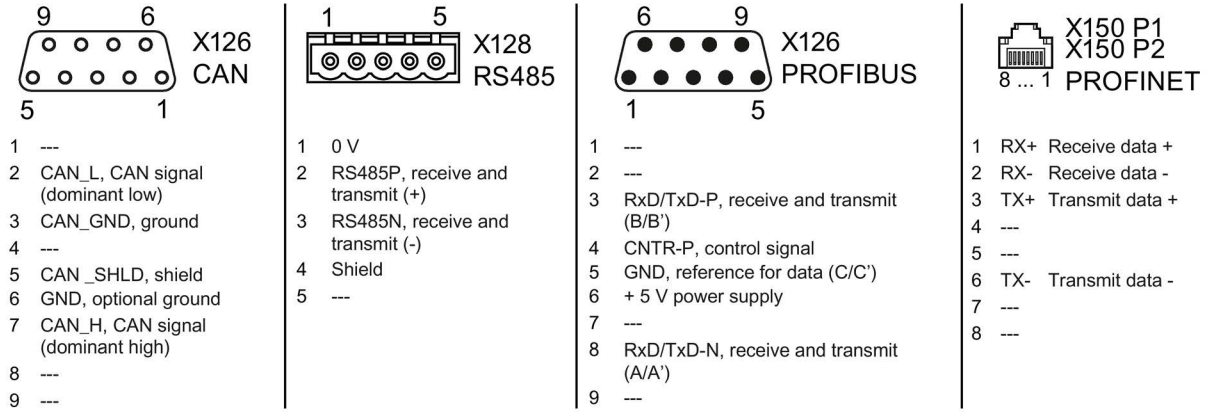 9 6
X126
CAN
5 1
1 ---
2 CAN_L, CAN signal
(dominant low)
3 CAN_GND, ground
4 ---
5 CAN _SHLD, shield
6 GND, optional ground
7 CAN_H, CAN signal
(dominant high)
8 ---
9 ---
1 5
X128
RS485
1 0 V
2 RS485P, receive and
transmit (+)
3 RS485N, receive and
transmit (-)
4 Shield
5 ---
6 9
X126
PROFIBUS
1 5
1 ---
2 ---
3 RxD/TxD-P, receive and transmit
(B/B’)
4 CNTR-P, control signal
5 GND, reference for data (C/C’)
6 + 5 V power supply
7 ---
8 RxD/TxD-N, receive and transmit
(A/A’)
9 ---
X150 P1
X150 P2
8 ... 1 PROFINET
1 RX+ Receive data +
2 RX- Receive data -
3 TX+ Transmit data +
4 ---
5 ---
6 TX- Transmit data -
7 ---
8 ---